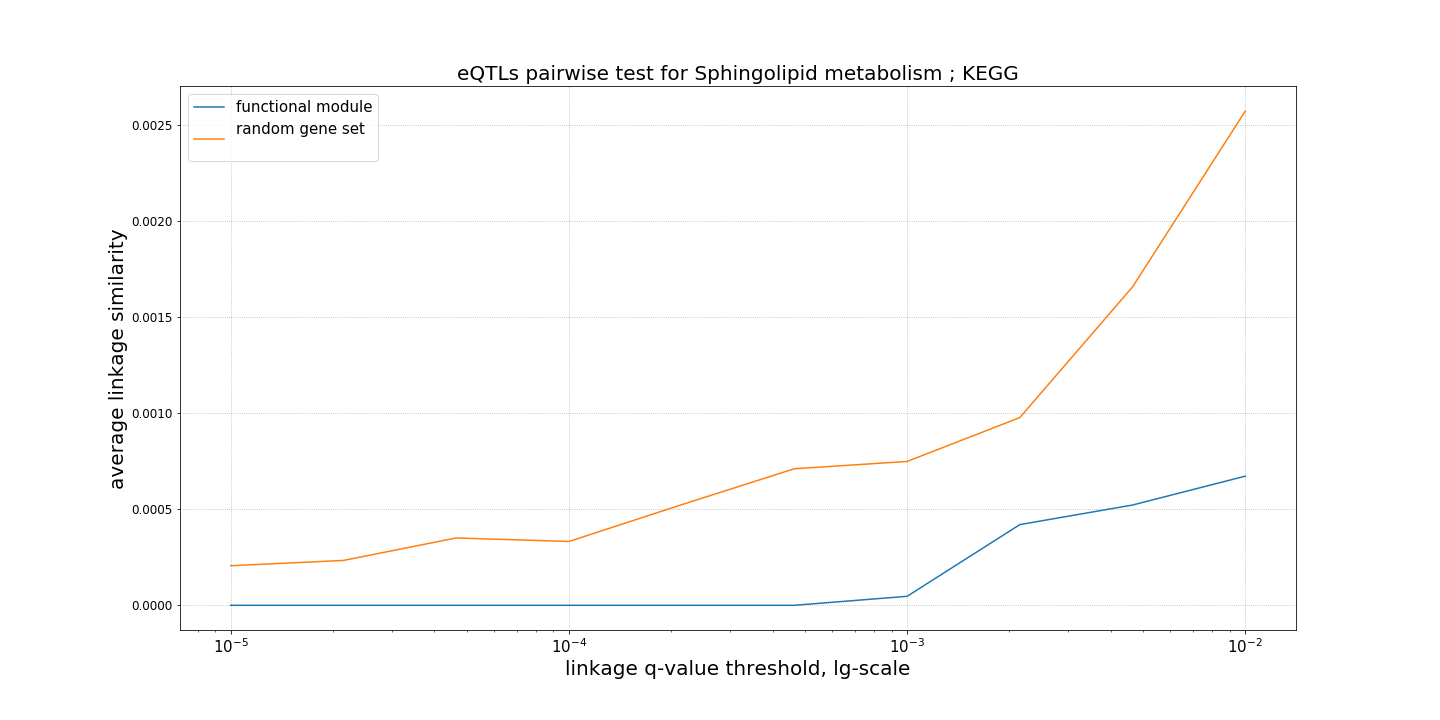 eQTLs pairwise test for Sphingolipid metabolism ; KEGG
functional module
random gene set
average linkage similarity
0.0025
0.0020
0.0015
0.0010
0.0005
0.0000
10⁻⁵ 10⁻⁴ 10⁻³ 10⁻²
linkage q-value threshold, lg-scale